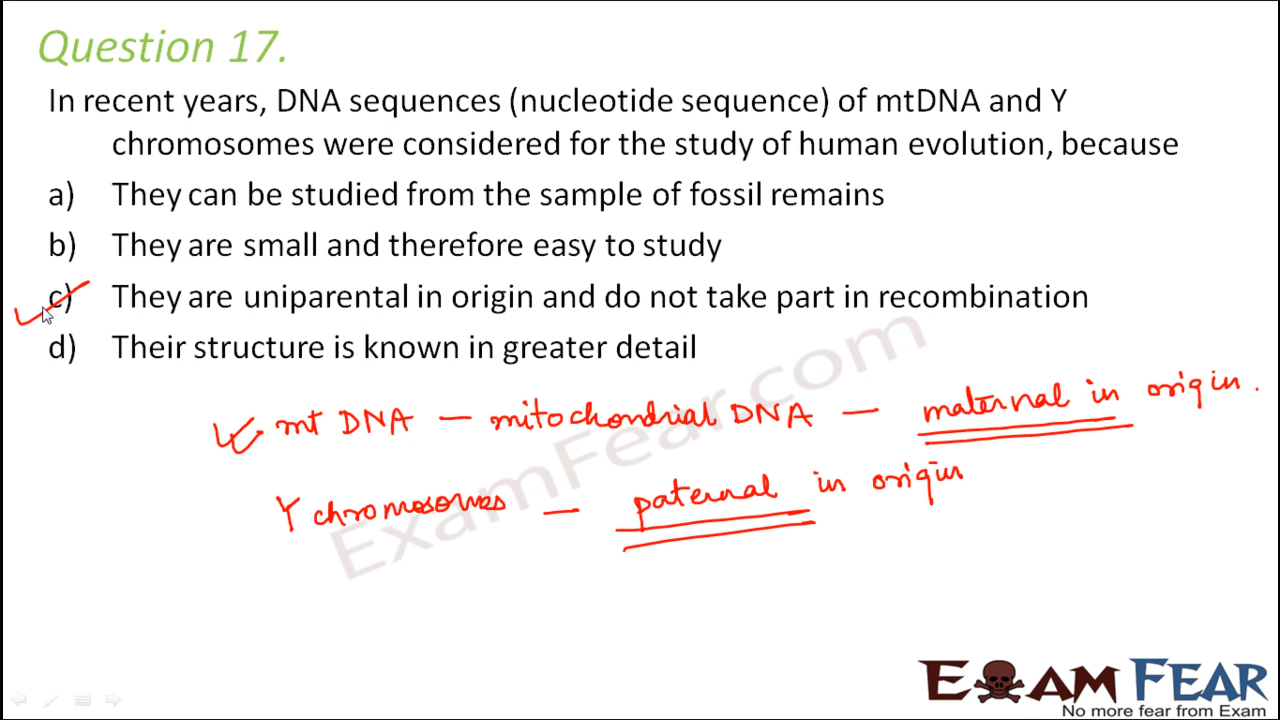 Question 17.
In recent years, DNA sequences (nucleotide sequence) of mtDNA and Y
chromosomes were considered for the study of human evolution, because
a) They can be studied from the sample of fossil remains
b) They are small and therefore easy to study
c) They are uniparental in origin and do not take part in recombination
d) Their structure is known in greater detail
mt DNA — mitochondrial DNA — maternal in origin.
Y chromosomes — paternal in origin
ExamFear.com
EXAM FEAR
No more fear from Exam